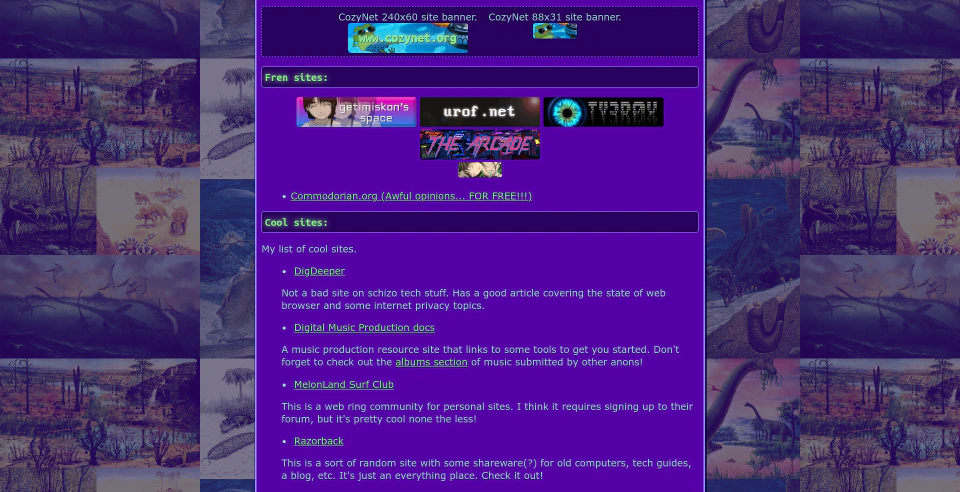 CozyNet 240x60 site banner. CozyNet 88x31 site banner.
www.cozynet.org
Fren sites:
getimiskon's
space
urof.net
THE ARCADE
• Commodorian.org (Awful opinions... FOR FREE!!!)
Cool sites:
My list of cool sites.
• DigDeeper
Not a bad site on schizo tech stuff. Has a good article covering the state of web
browser and some internet privacy topics.
• Digital Music Production docs
A music production resource site that links to some tools to get you started. Don't
forget to check out the albums section of music submitted by other anons!
• MelonLand Surf Club
This is a web ring community for personal sites. I think it requires signing up to their
forum, but it's pretty cool none the less!
• Razorback
This is a sort of random site with some shareware(?) for old computers, tech guides,
a blog, etc. It's just an everything place. Check it out!